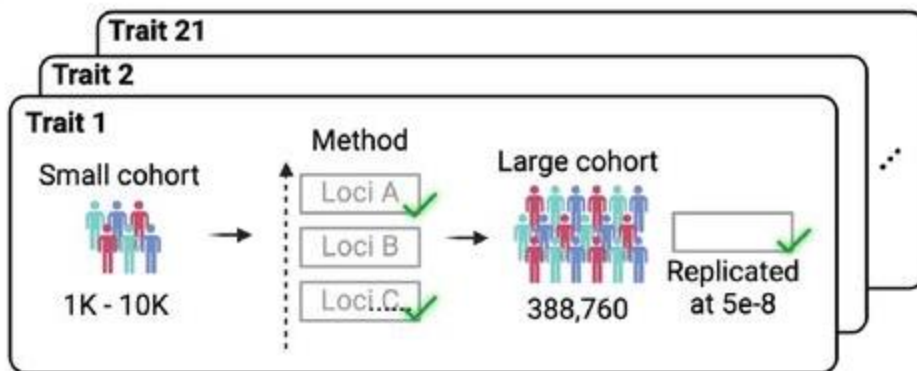 Trait 21
Trait 2
Trait 1
Small cohort
1K - 10K
Method
Loci A
Loci B
Loci C
Large cohort
388,760
Replicated
at 5e-8